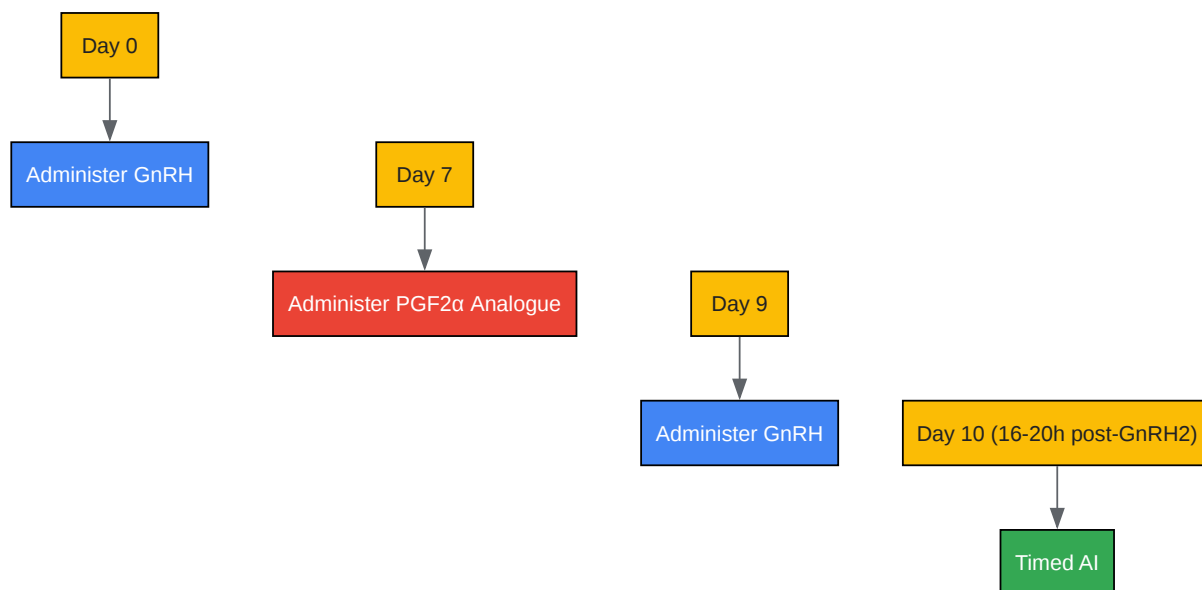 Day 0
Administer GnRH
Day 7
Administer PGF2α Analogue
Day 9
Administer GnRH
Day 10 (16-20h post-GnRH2)
Timed AI